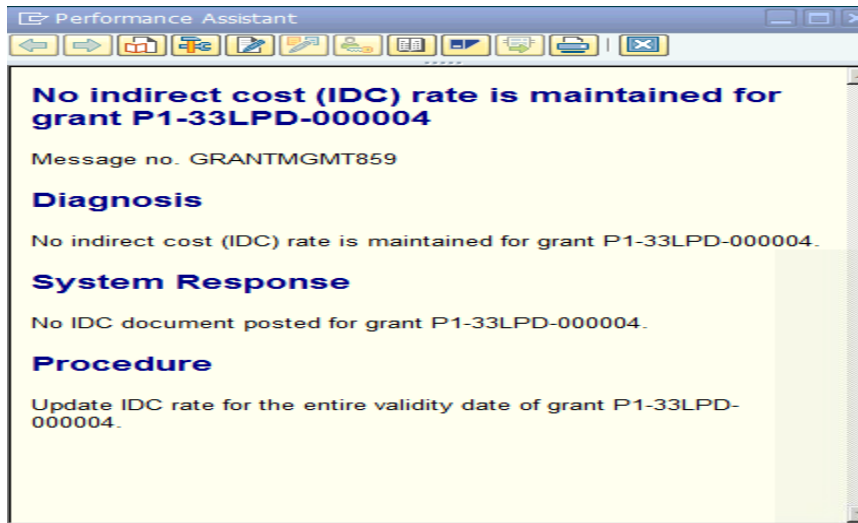 Performance Assistant
No indirect cost (IDC) rate is maintained for
grant P1-33LPD-000004
Message no. GRANTMGMT859
Diagnosis
No indirect cost (IDC) rate is maintained for grant P1-33LPD-000004.
System Response
No IDC document posted for grant P1-33LPD-000004.
Procedure
Update IDC rate for the entire validity date of grant P1-33LPD-
000004.